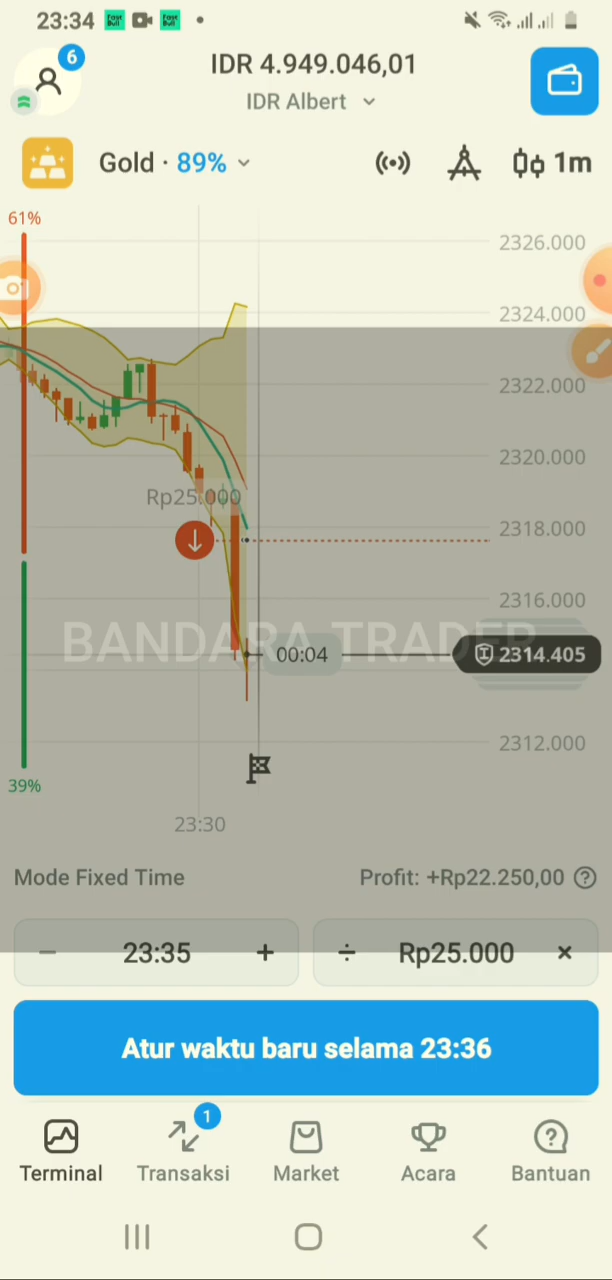 23:34
6
IDR 4.949.046,01
IDR Albert
Gold · 89%
1m
61%
2326.000
2324.000
2322.000
2320.000
Rp25.000
2318.000
2316.000
BANDARA TRADER
00:04
2314.405
2312.000
39%
23:30
Mode Fixed Time
Profit: +Rp22.250,00 ?
− 23:35 +
÷ Rp25.000 ×
Atur waktu baru selama 23:36
1
Terminal
Transaksi
Market
Acara
Bantuan